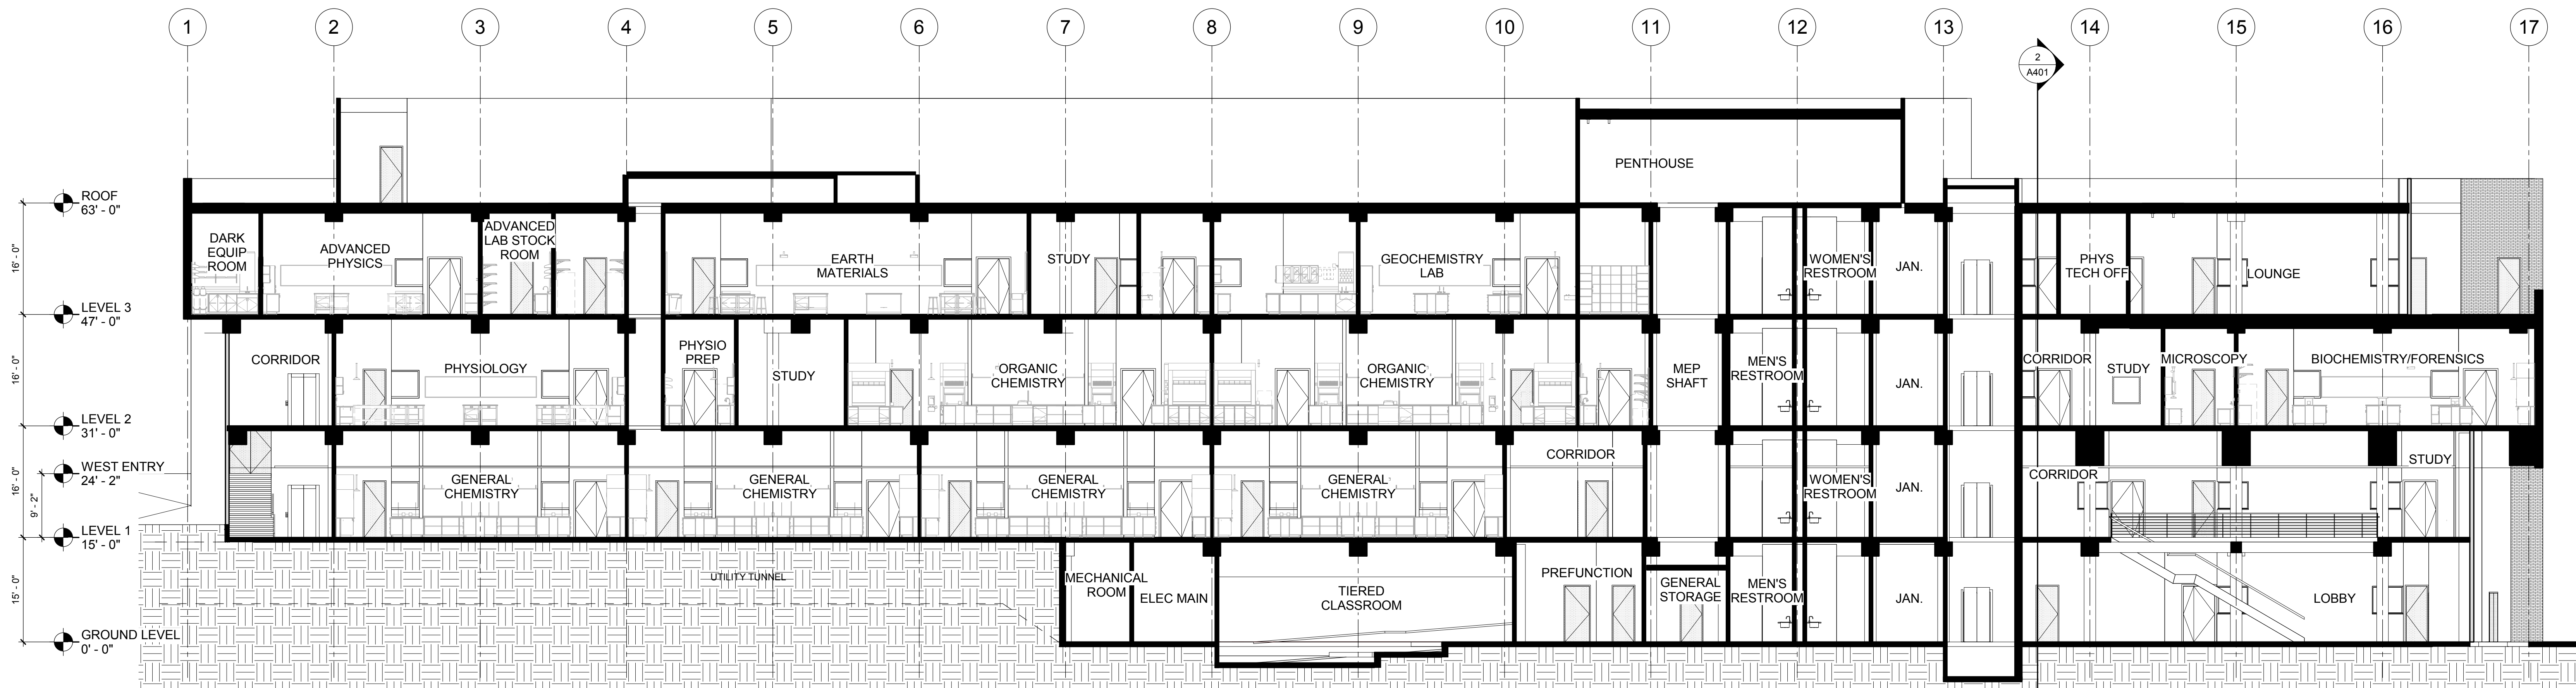 1 2 3 4 5 6 7 8 9 10 11 12 13 14 15 16 17
2
A401
PENTHOUSE
ROOF
63' - 0"
16' - 0"
DARK
EQUIP
ROOM
ADVANCED
PHYSICS
ADVANCED
LAB STOCK
ROOM
EARTH
MATERIALS
STUDY
GEOCHEMISTRY
LAB
WOMEN'S
RESTROOM
JAN.
PHYS
TECH OFF
LOUNGE
LEVEL 3
47' - 0"
16' - 0"
CORRIDOR
PHYSIOLOGY
PHYSIO
PREP
STUDY
ORGANIC
CHEMISTRY
ORGANIC
CHEMISTRY
MEP
SHAFT
MEN'S
RESTROOM
JAN.
CORRIDOR
STUDY
MICROSCOPY
BIOCHEMISTRY/FORENSICS
LEVEL 2
31' - 0"
WEST ENTRY
24' - 2"
16' - 0"
9' - 2"
GENERAL
CHEMISTRY
GENERAL
CHEMISTRY
GENERAL
CHEMISTRY
GENERAL
CHEMISTRY
CORRIDOR
WOMEN'S
RESTROOM
JAN.
CORRIDOR
STUDY
LEVEL 1
15' - 0"
15' - 0"
UTILITY TUNNEL
MECHANICAL
ROOM
ELEC MAIN
TIERED
CLASSROOM
PREFUNCTION
GENERAL
STORAGE
MEN'S
RESTROOM
JAN.
LOBBY
GROUND LEVEL
0' - 0"